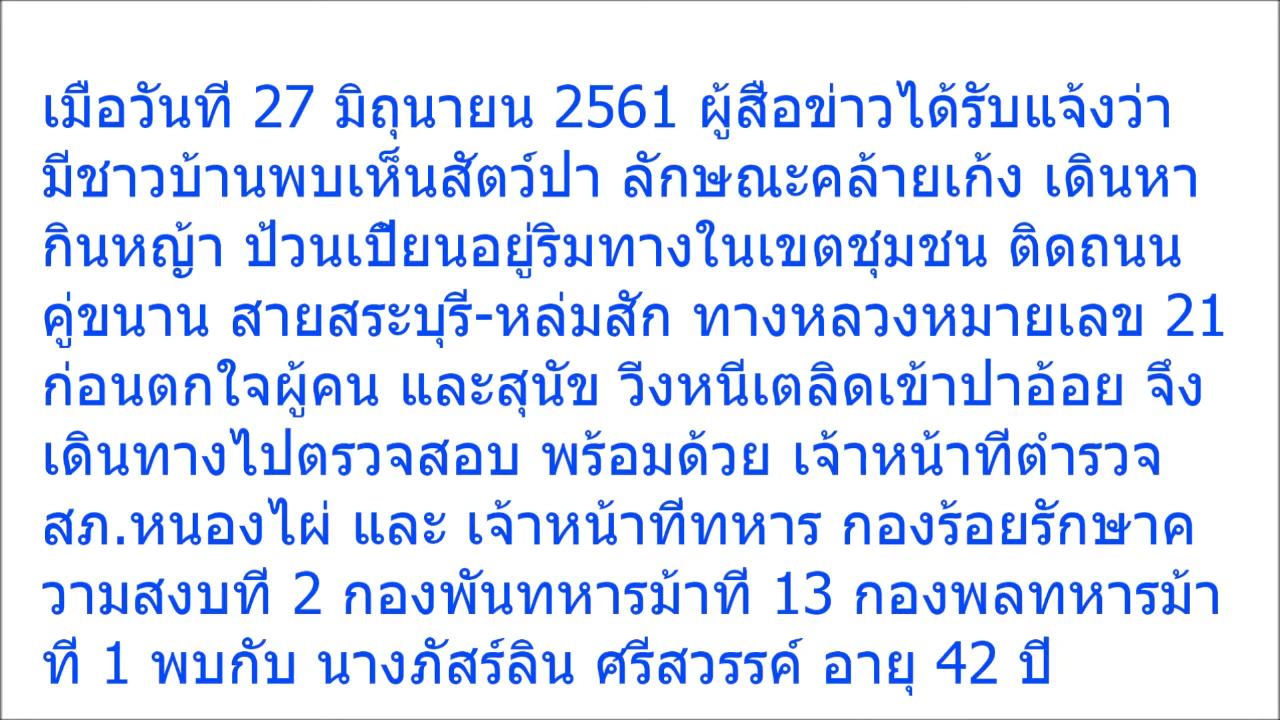 เมือวันที 27 มิถุนายน 2561 ผู้สือข่าวได้รับแจ้งว่า
มีชาวบ้านพบเห็นสัตว์ปา ลักษณะคล้ายเก้ง เดินหา
กินหญ้า ป้วนเปียนอยู่ริมทางในเขตชุมชน ติดถนน
คู่ขนาน สายสระบุรี-หล่มสัก ทางหลวงหมายเลข 21
ก่อนตกใจผู้คน และสุนัข วิงหนีเตลิดเข้าปาอ้อย จึง
เดินทางไปตรวจสอบ พร้อมด้วย เจ้าหน้าทีตำรวจ
สภ.หนองไผ่ และ เจ้าหน้าทีทหาร กองร้อยรักษาค
วามสงบที 2 กองพันทหารม้าที 13 กองพลทหารม้า
ที 1 พบกับ นางภัสร์ลิน ศรีสวรรค์ อายุ 42 ปี